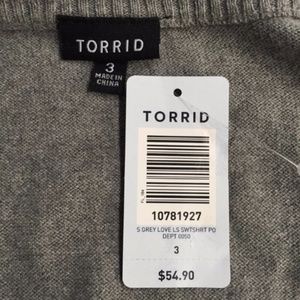 TORRID
3
MADE IN
CHINA
TORRID
10781927
S GREY LOVE LS SWTSHRT PO
DEPT 0050
3
$54.90